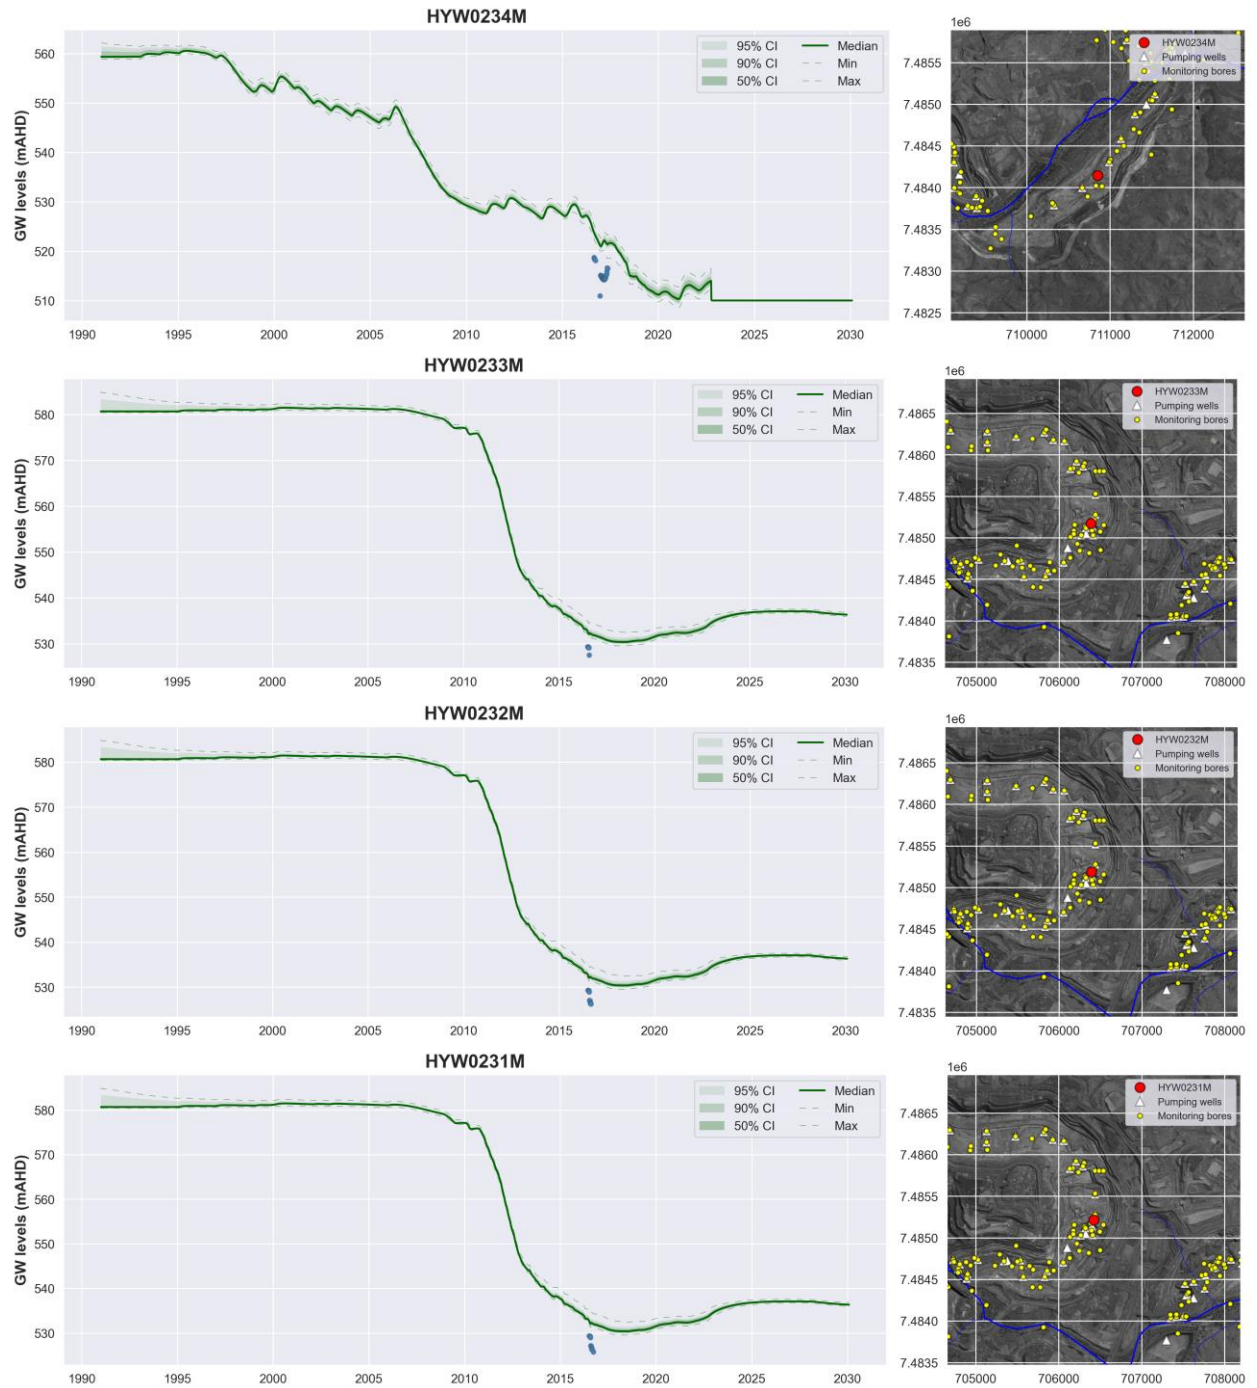 HYW0234M
GW levels (mAHD)
560
550
540
530
520
510
1990 1995 2000 2005 2010 2015 2020 2025 2030
95% CI Median
90% CI Min
50% CI Max
1e6
7.4855
7.4850
7.4845
7.4840
7.4835
7.4830
7.4825
710000 711000 712000
HYW0234M
Pumping wells
Monitoring bores
HYW0233M
GW levels (mAHD)
580
570
560
550
540
530
1990 1995 2000 2005 2010 2015 2020 2025 2030
95% CI Median
90% CI Min
50% CI Max
1e6
7.4865
7.4860
7.4855
7.4850
7.4845
7.4840
7.4835
705000 706000 707000 708000
HYW0233M
Pumping wells
Monitoring bores
HYW0232M
GW levels (mAHD)
580
570
560
550
540
530
1990 1995 2000 2005 2010 2015 2020 2025 2030
95% CI Median
90% CI Min
50% CI Max
1e6
7.4865
7.4860
7.4855
7.4850
7.4845
7.4840
7.4835
705000 706000 707000 708000
HYW0232M
Pumping wells
Monitoring bores
HYW0231M
GW levels (mAHD)
580
570
560
550
540
530
1990 1995 2000 2005 2010 2015 2020 2025 2030
95% CI Median
90% CI Min
50% CI Max
1e6
7.4865
7.4860
7.4855
7.4850
7.4845
7.4840
7.4835
705000 706000 707000 708000
HYW0231M
Pumping wells
Monitoring bores